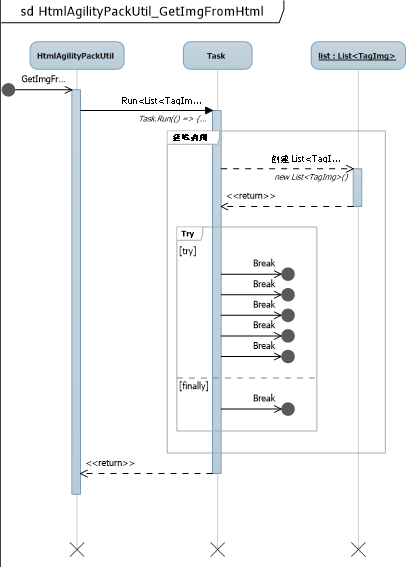 sd HtmlAgilityPackUtil_GetImgFromHtml
HtmlAgilityPackUtil
Task
list : List<TagImg>
GetImgFr...
Run<List<TagIm...
Task.Run(() => {...
创建 List<TagI...
new List<TagImg>()
<<return>>
Try
[try]
Break
Break
Break
Break
Break
[finally]
Break
<<return>>